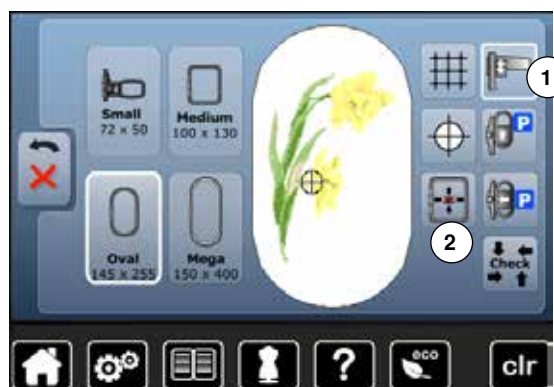 Small
72 x 50
Medium
100 x 130
1
P
Oval
145 x 255
Mega
150 x 400
2
P
Check
?
eco
clr